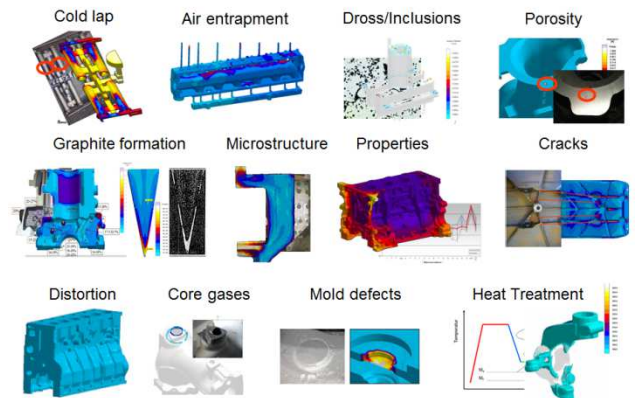 Cold lap
Air entrapment
Dross/Inclusions
Porosity
Graphite formation
Microstructure
Properties
Cracks
Distortion
Core gases
Mold defects
Heat Treatment
Temperatur